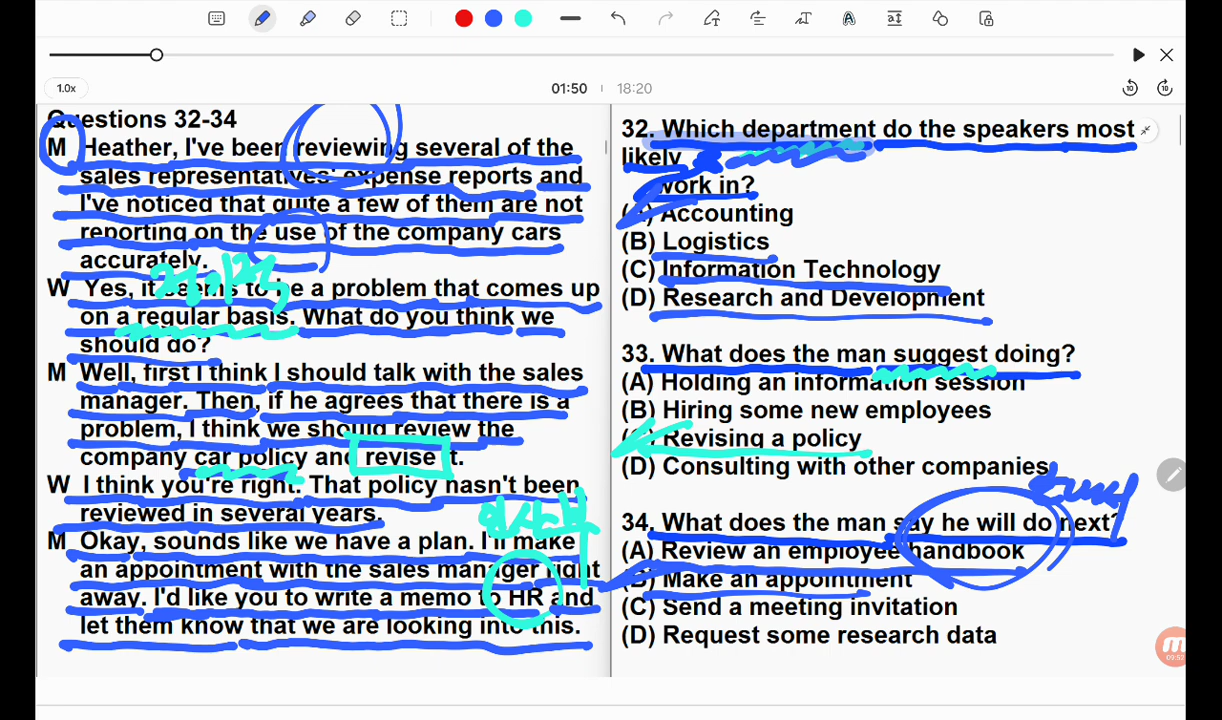 1.0x
01:50 | 18:20
Questions 32-34
M Heather, I've been reviewing several of the
sales representatives' expense reports and
I've noticed that quite a few of them are not
reporting on the use of the company cars
accurately.
W Yes, it seems to be a problem that comes up
on a regular basis. What do you think we
should do?
M Well, first I think I should talk with the sales
manager. Then, if he agrees that there is a
problem, I think we should review the
company car policy and revise it.
W I think you're right. That policy hasn't been
reviewed in several years.
인사부
M Okay, sounds like we have a plan. I'll make
an appointment with the sales manager right
away. I'd like you to write a memo to HR and
let them know that we are looking into this.
32. Which department do the speakers most
likely
work in?
(A) Accounting
(B) Logistics
(C) Information Technology
(D) Research and Development
33. What does the man suggest doing?
(A) Holding an information session
(B) Hiring some new employees
(C) Revising a policy
(D) Consulting with other companies
34. What does the man say he will do next?
(A) Review an employee handbook
(B) Make an appointment
(C) Send a meeting invitation
(D) Request some research data
09:52